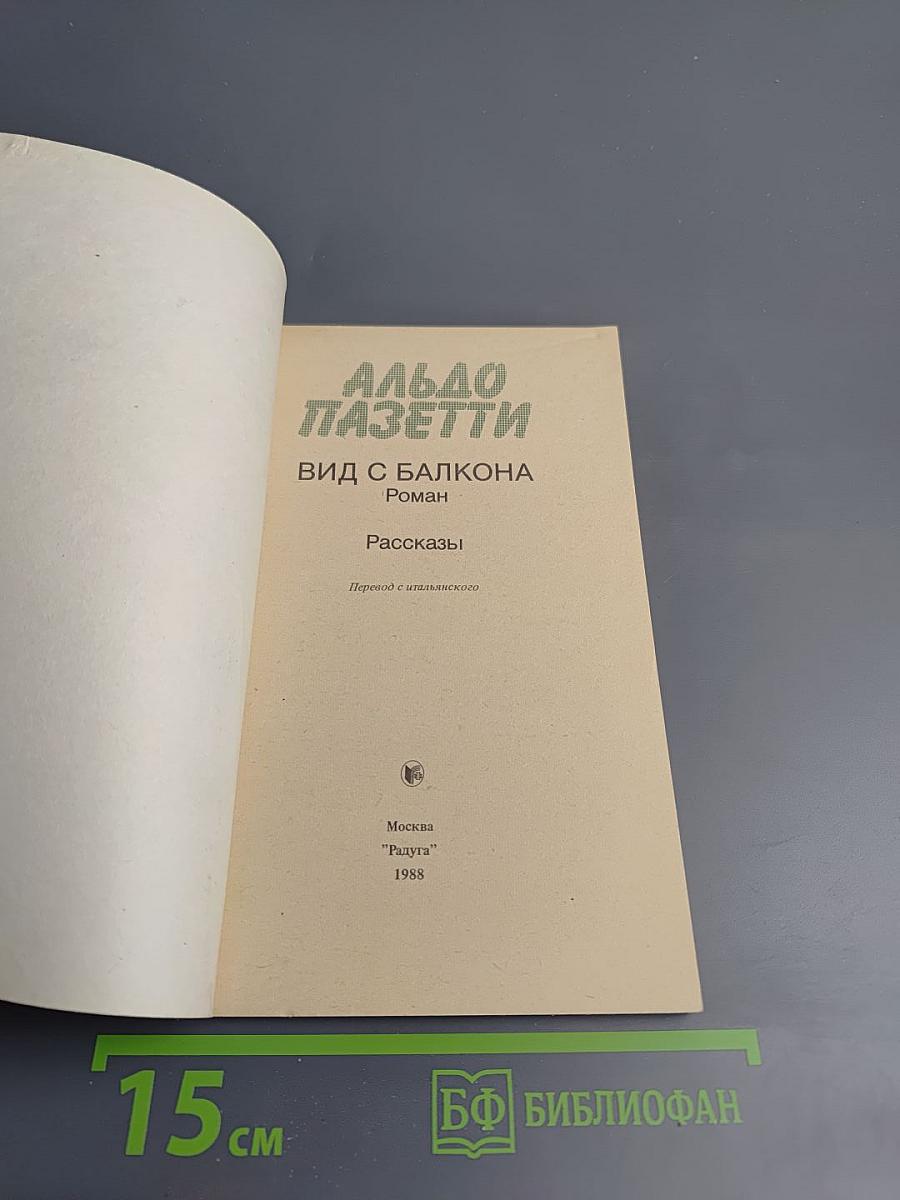 АЛЬДО
ПАЗЕТТИ
ВИД С БАЛКОНА
Роман
Рассказы
Перевод с итальянского
Москва
"Радуга"
1988
15 см
БФ БИБЛИОФАН